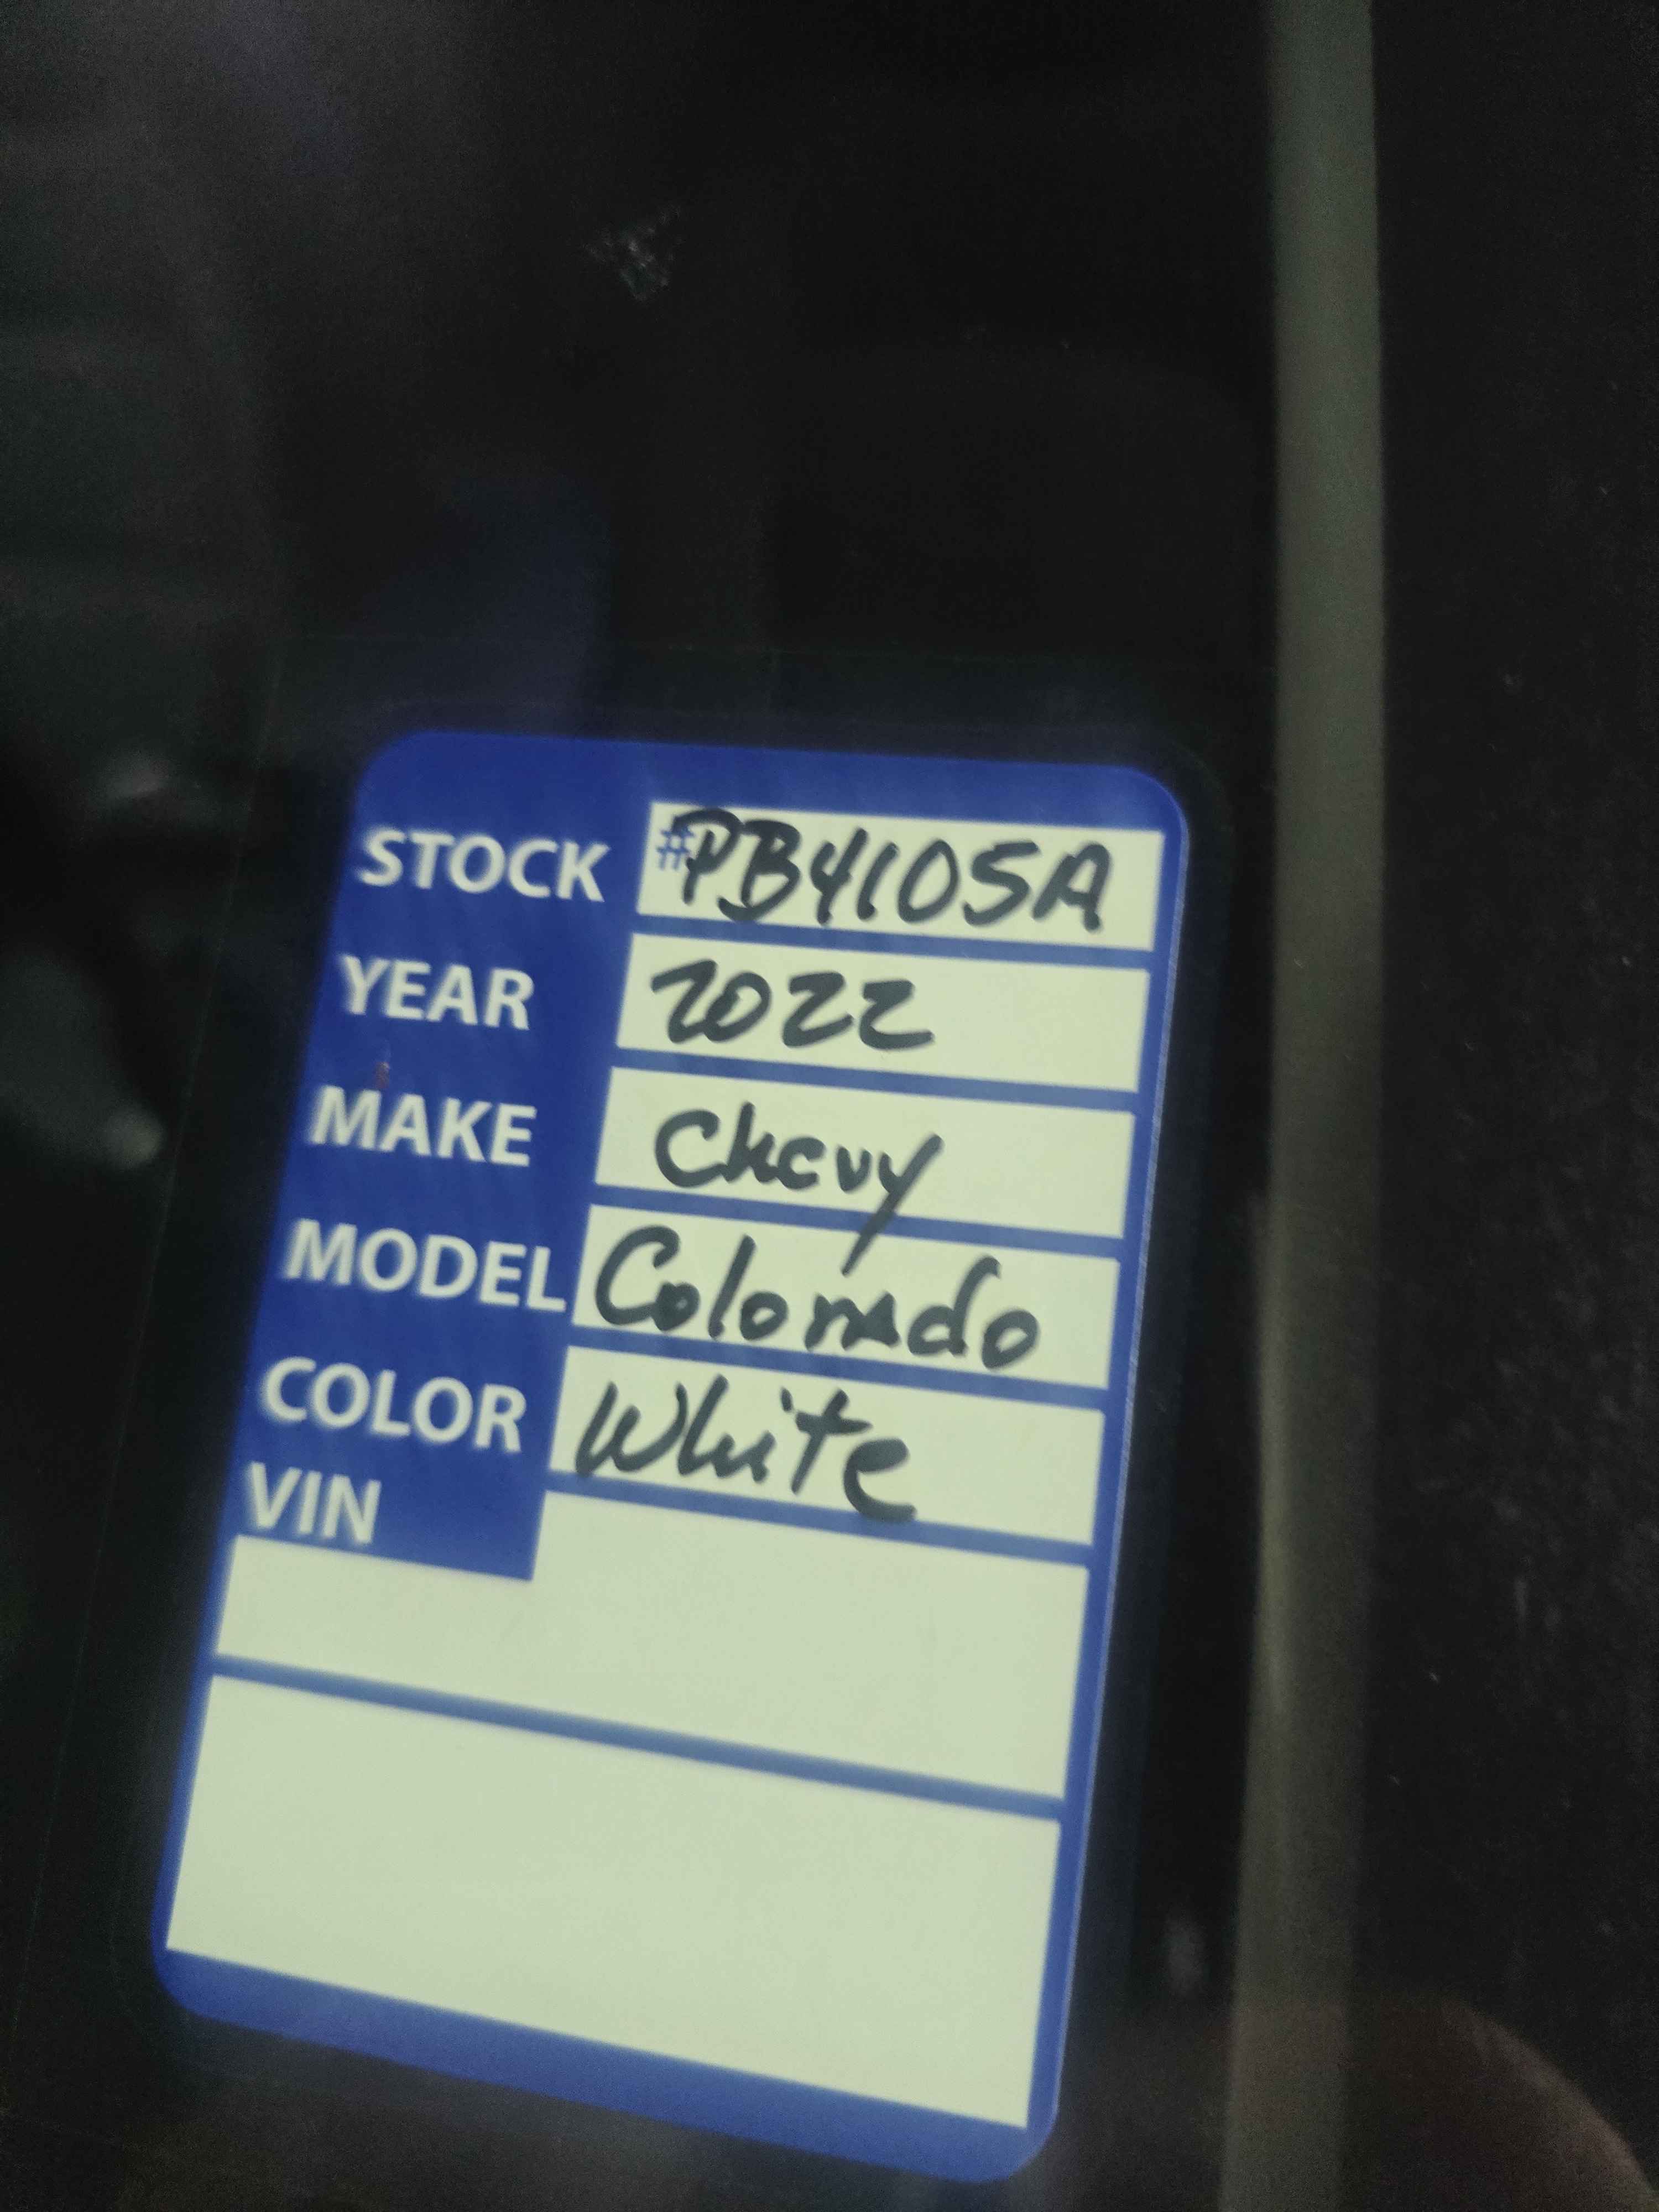 STOCK #PB4105A
YEAR 2022
MAKE Chevy
MODEL Colorado
COLOR White
VIN